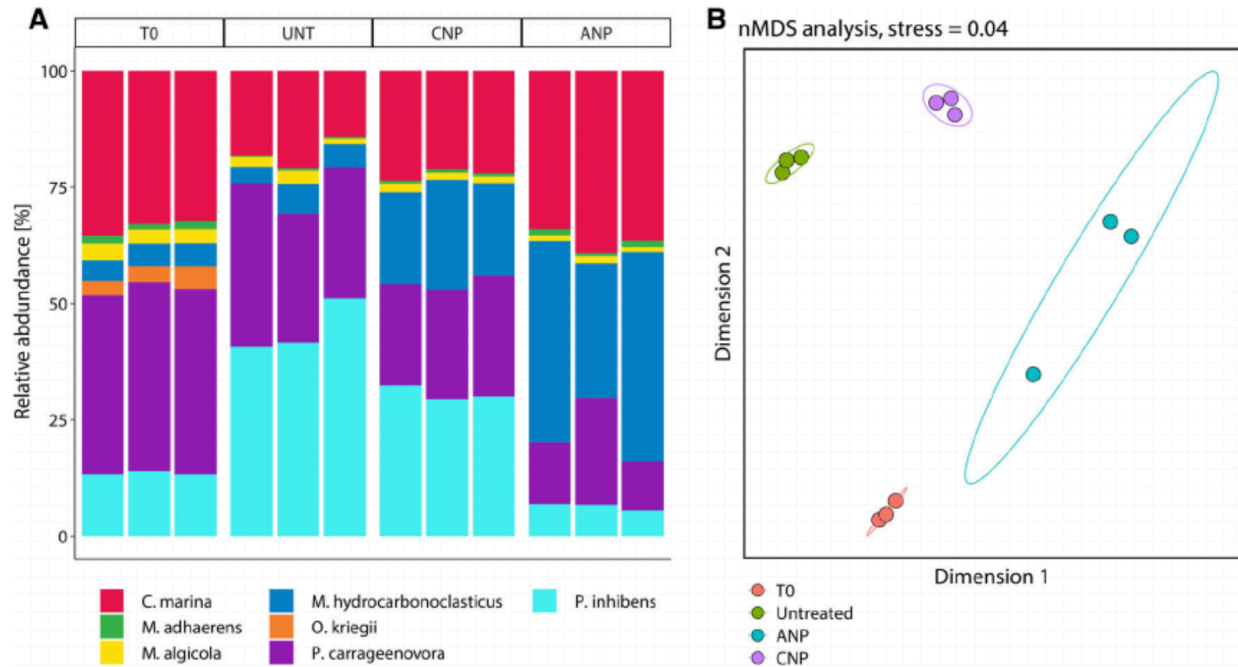 A
T0 UNT CNP ANP
100
75
50
25
0
Relative abdundance [%]
C. marina
M. adhaerens
M. algicola
M. hydrocarbonoclasticus
O. kriegii
P. carrageenovora
P. inhibens
B
nMDS analysis, stress = 0.04
Dimension 2
Dimension 1
T0
Untreated
ANP
CNP